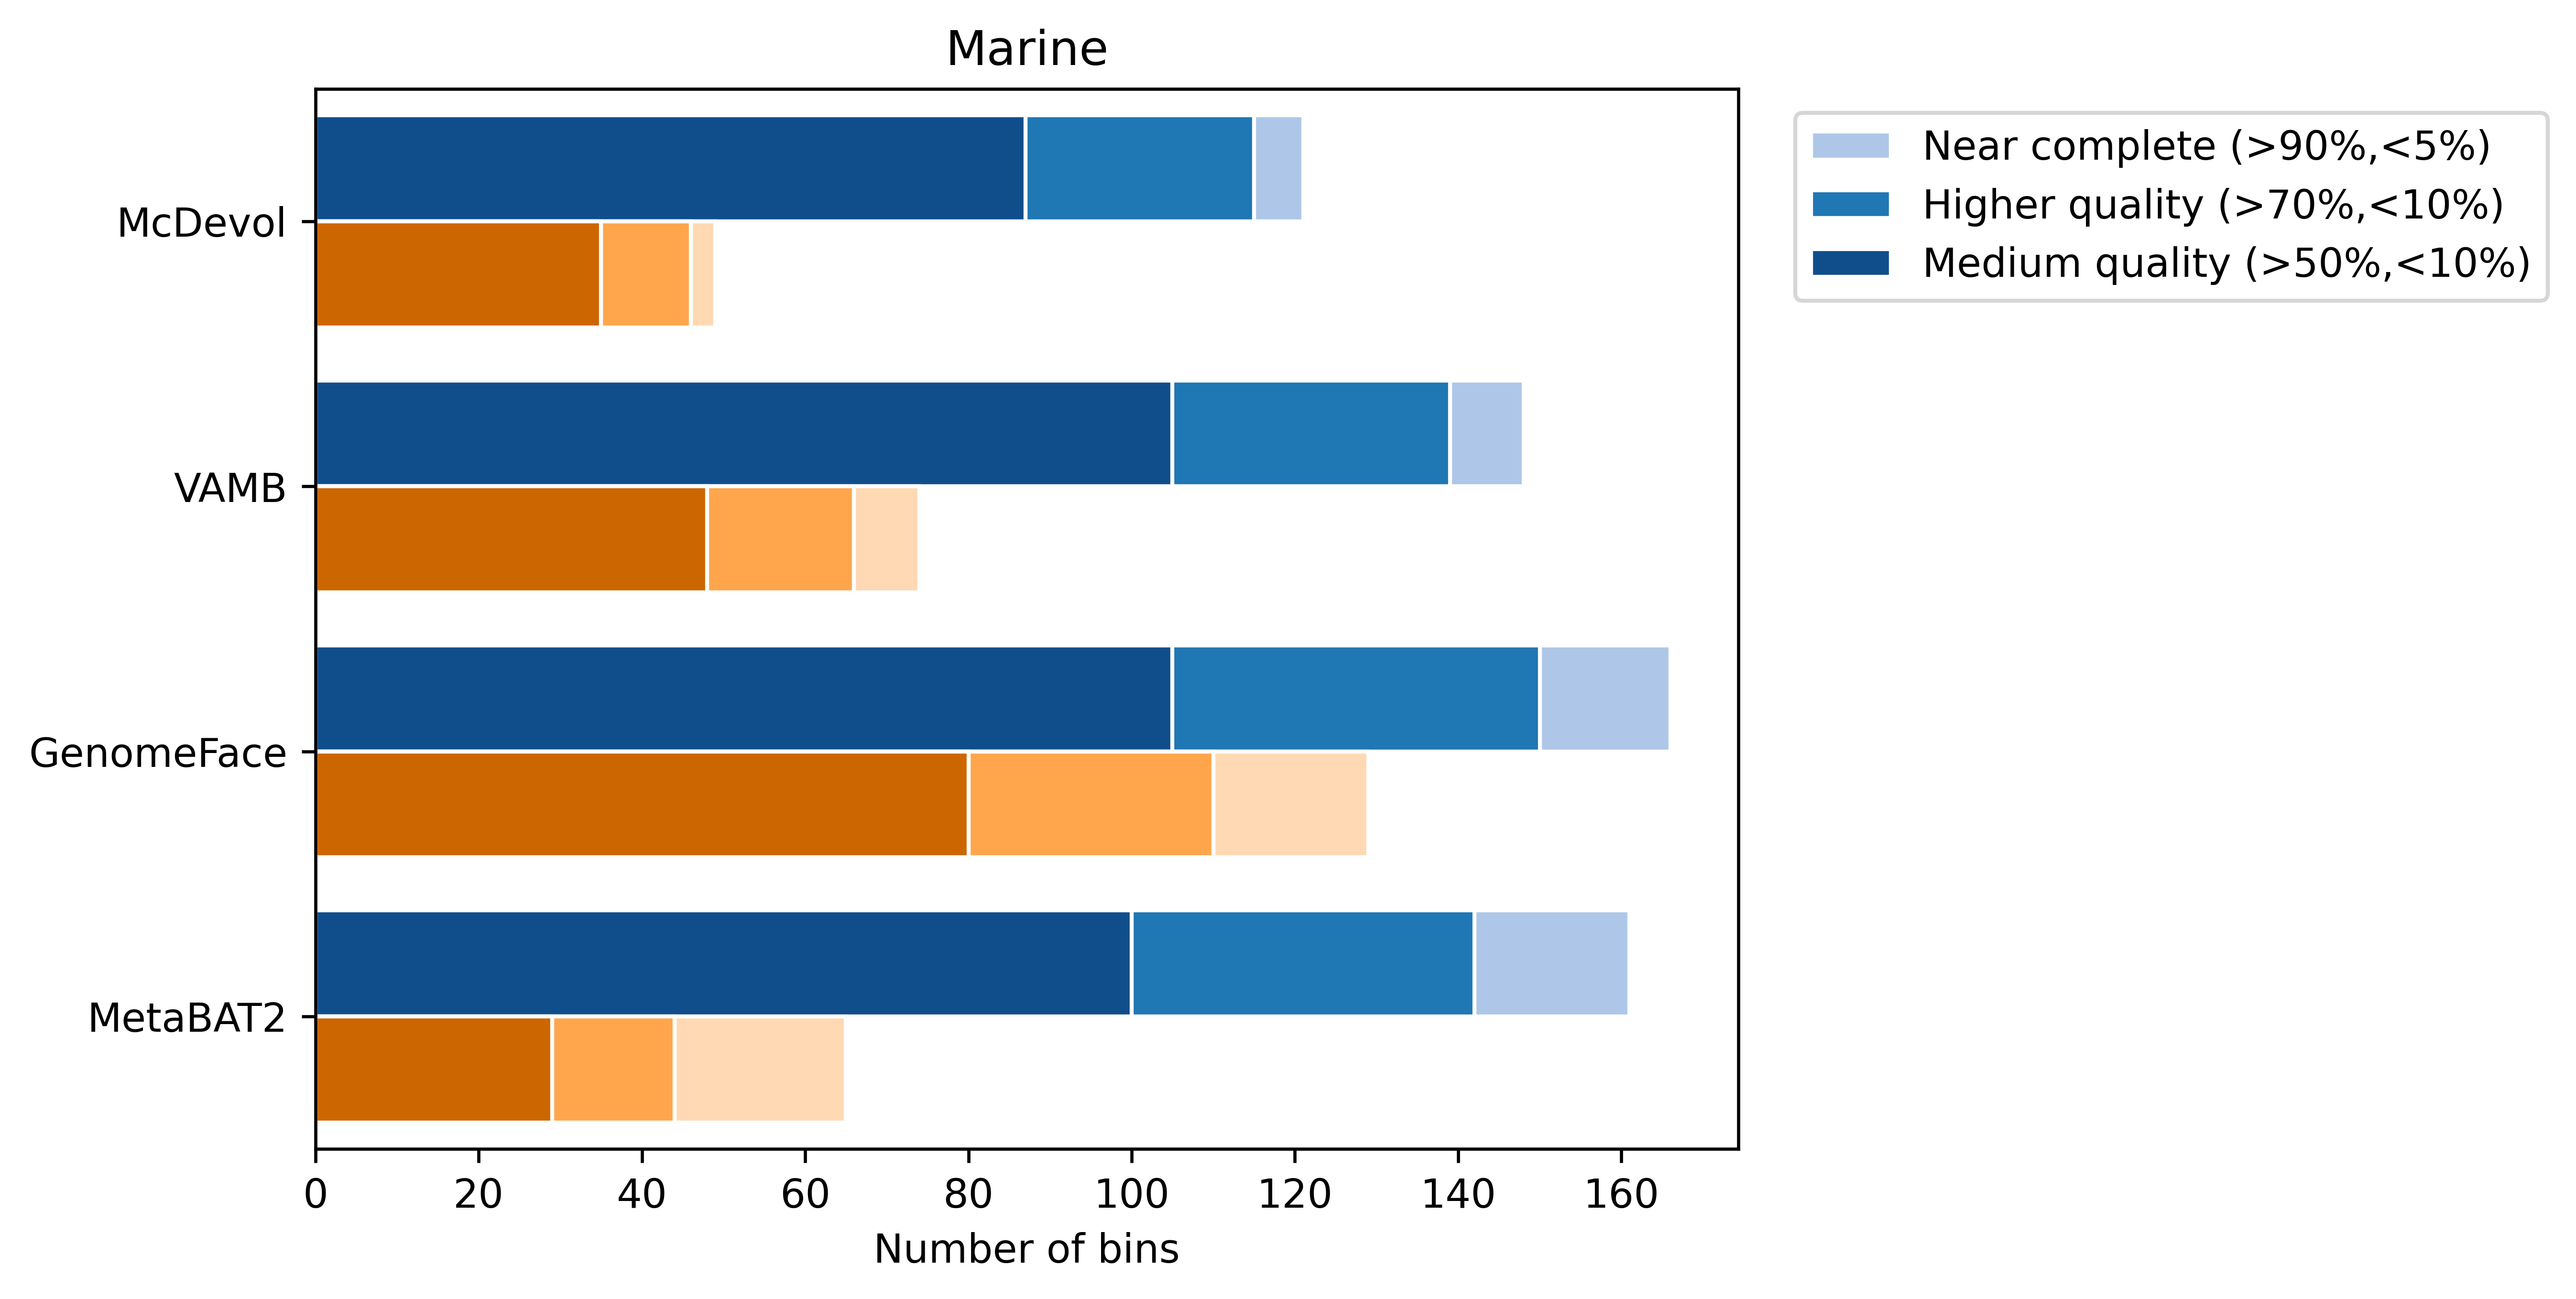 Marine
Near complete (>90%,<5%)
Higher quality (>70%,<10%)
Medium quality (>50%,<10%)
McDevol
VAMB
GenomeFace
MetaBAT2
0 20 40 60 80 100 120 140 160
Number of bins